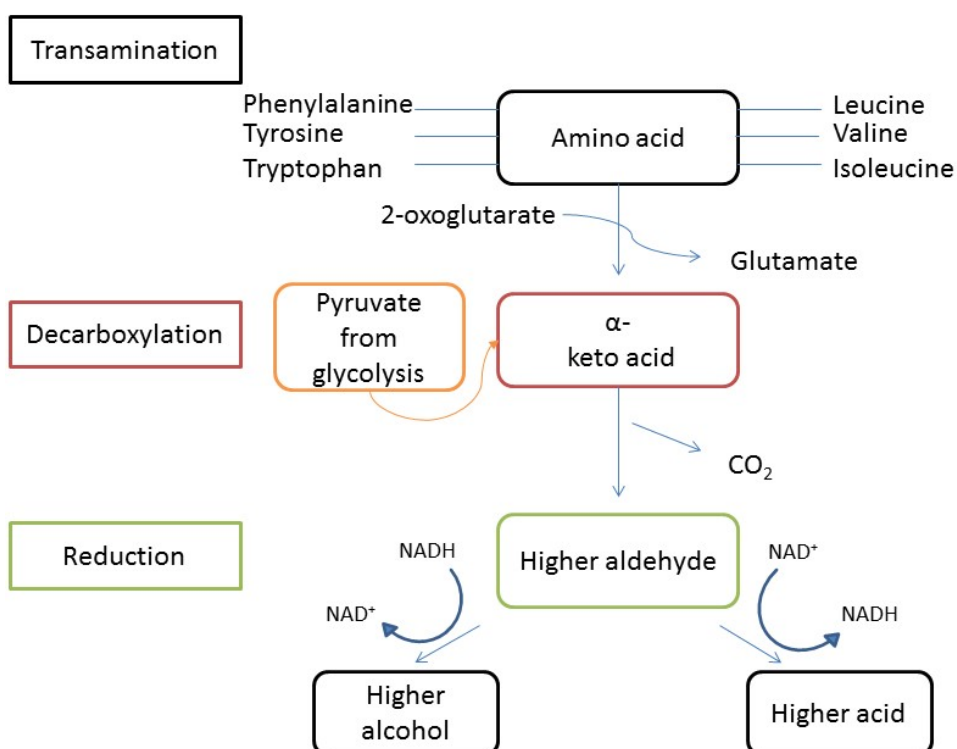 Transamination
Phenylalanine
Tyrosine
Tryptophan
Amino acid
Leucine
Valine
Isoleucine
2-oxoglutarate
Glutamate
Decarboxylation
Pyruvate
from
glycolysis
α-
keto acid
CO₂
Reduction
NADH
NAD⁺
Higher aldehyde
NAD⁺
NADH
Higher
alcohol
Higher acid